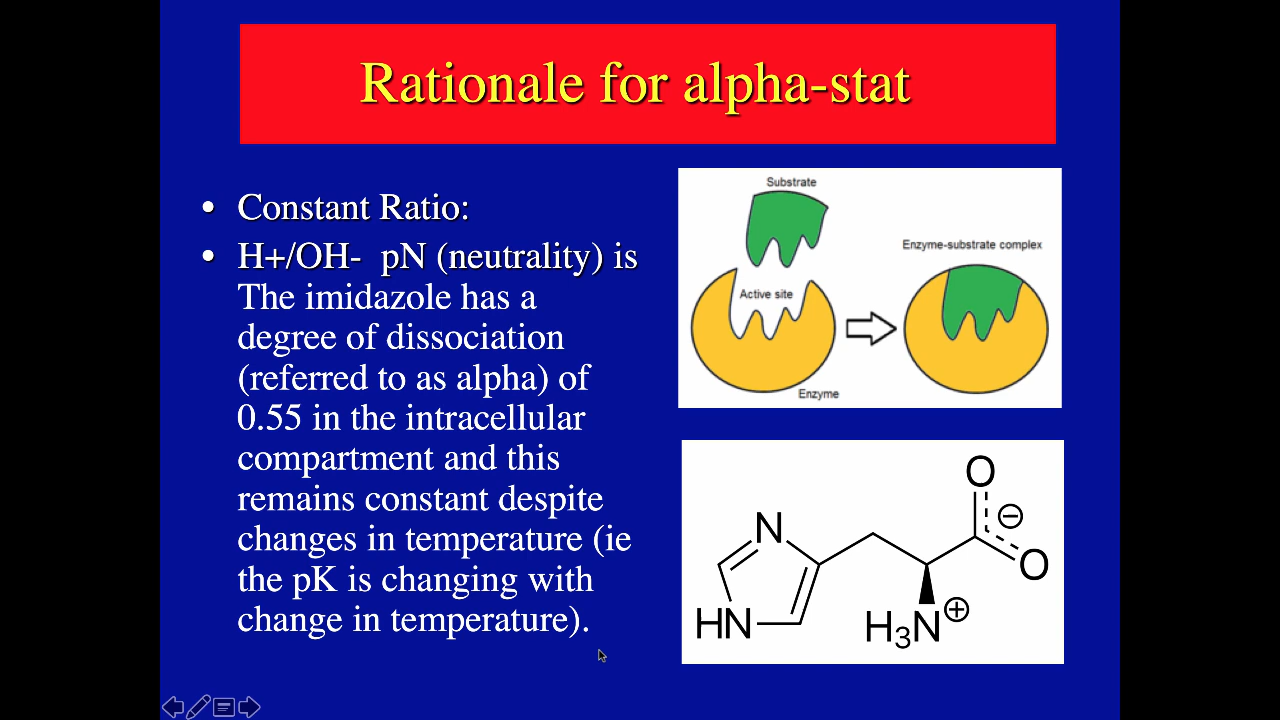 Rationale for alpha-stat
• Constant Ratio:
• H+/OH-  pN (neutrality) is
The imidazole has a
degree of dissociation
(referred to as alpha) of
0.55 in the intracellular
compartment and this
remains constant despite
changes in temperature (ie
the pK is changing with
change in temperature).
Substrate
Enzyme-substrate complex
Active site
Enzyme
O
N
⊖
O
HN
H₃N⊕